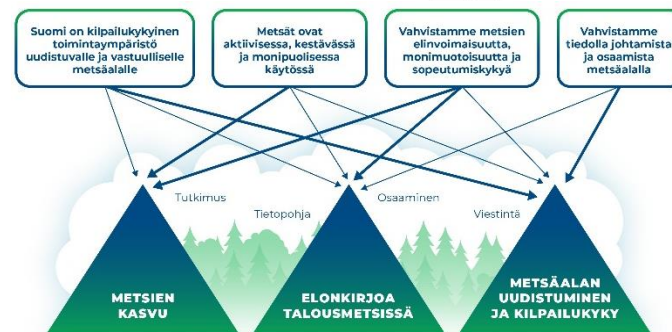 Suomi on kilpailukykyinen
toimintaympäristö
uudistuvalle ja vastuulliselle
metsäalalle
Metsät ovat
aktiivisessa, kestävässä
ja monipuolisessa
käytössä
Vahvistamme metsien
elinvoimaisuutta,
monimuotoisuutta ja
sopeutumiskykyä
Vahvistamme
tiedolla johtamista
ja osaamista
metsäalalla
Tutkimus
Tietopohja
Osaaminen
Viestintä
METSIEN
KASVU
ELONKIRJOA
TALOUSMETSISSÄ
METSÄALAN
UUDISTUMINEN
JA KILPAILUKYKY